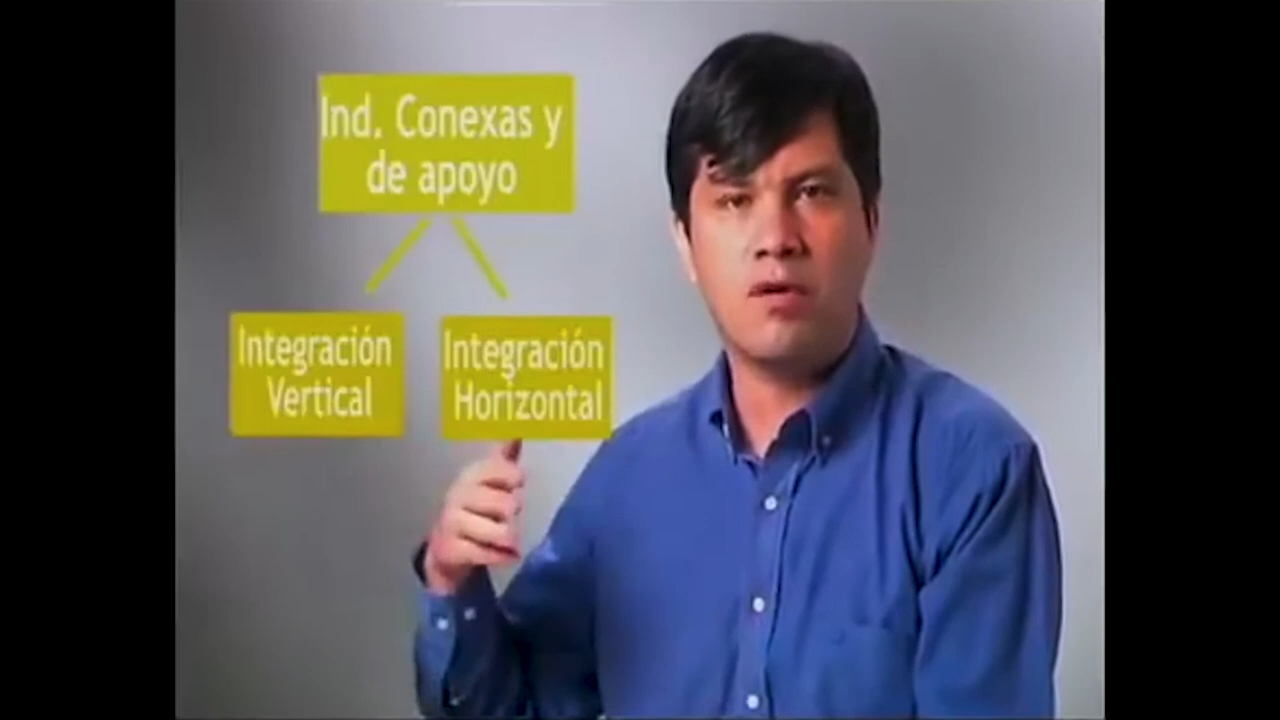 Ind. Conexas y
de apoyo
Integración
Vertical
Integración
Horizontal